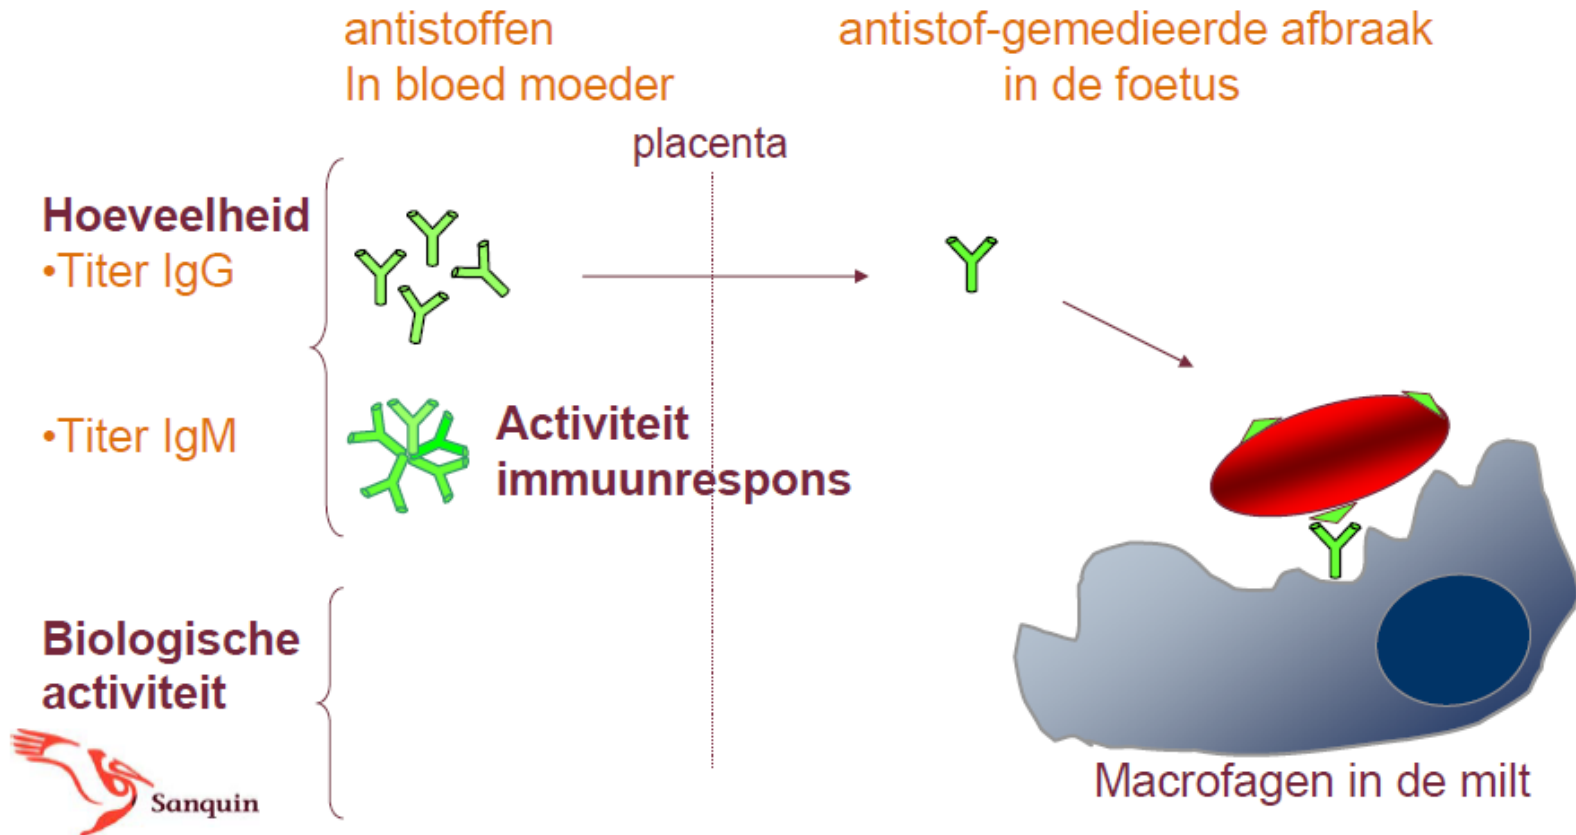 antistoffen
In bloed moeder
antistof-gemedieerde afbraak
in de foetus
placenta
Hoeveelheid
•Titer IgG
•Titer IgM
Activiteit
immuunrespons
Biologische
activiteit
Sanquin
Macrofagen in de milt